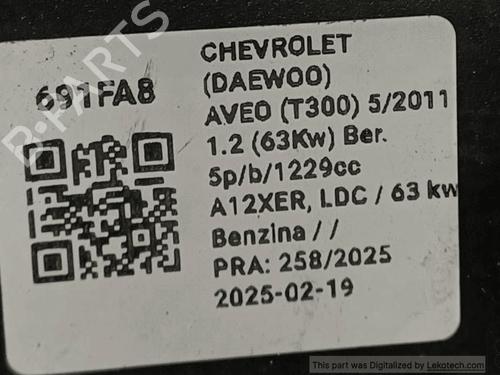 691FA8
CHEVROLET
(DAEWOO)
AVEO (T300) 5/2011
1.2 (63Kw) Ber.
5p/b/1229cc
A12XER, LDC / 63 kw
Benzina / /
PRA: 258/2025
2025-02-19
B-PARTS
This part was Digitalized by Lekotech.com